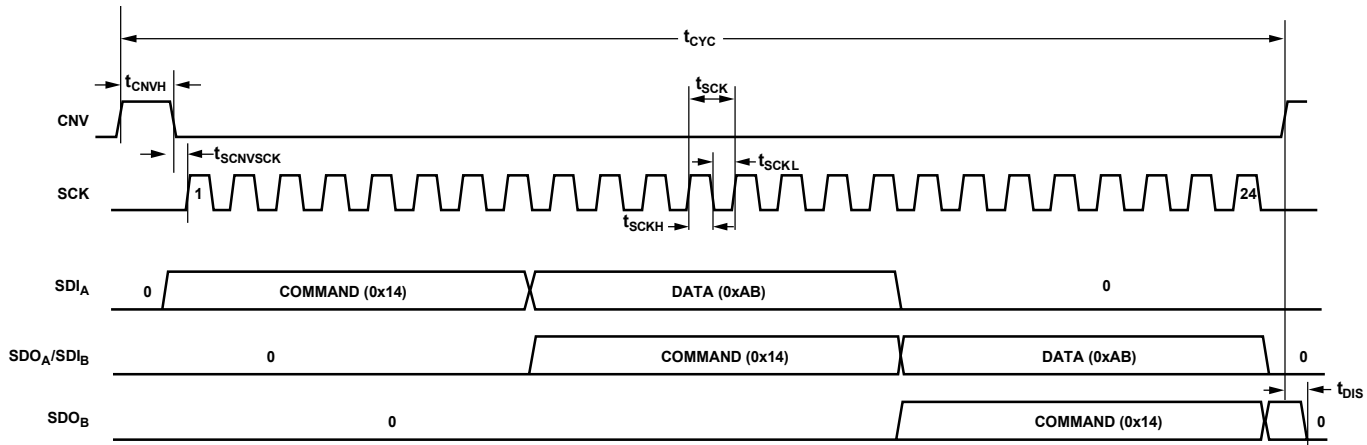 tCYC
tCNVH
tSCK
CNV
tSCNVSCK
tSCKL
SCK
1
24
tSCKH
SDIA
0
COMMAND (0x14)
DATA (0xAB)
0
SDOA/SDIB
0
COMMAND (0x14)
DATA (0xAB)
0
tDIS
SDOB
0
COMMAND (0x14)
0